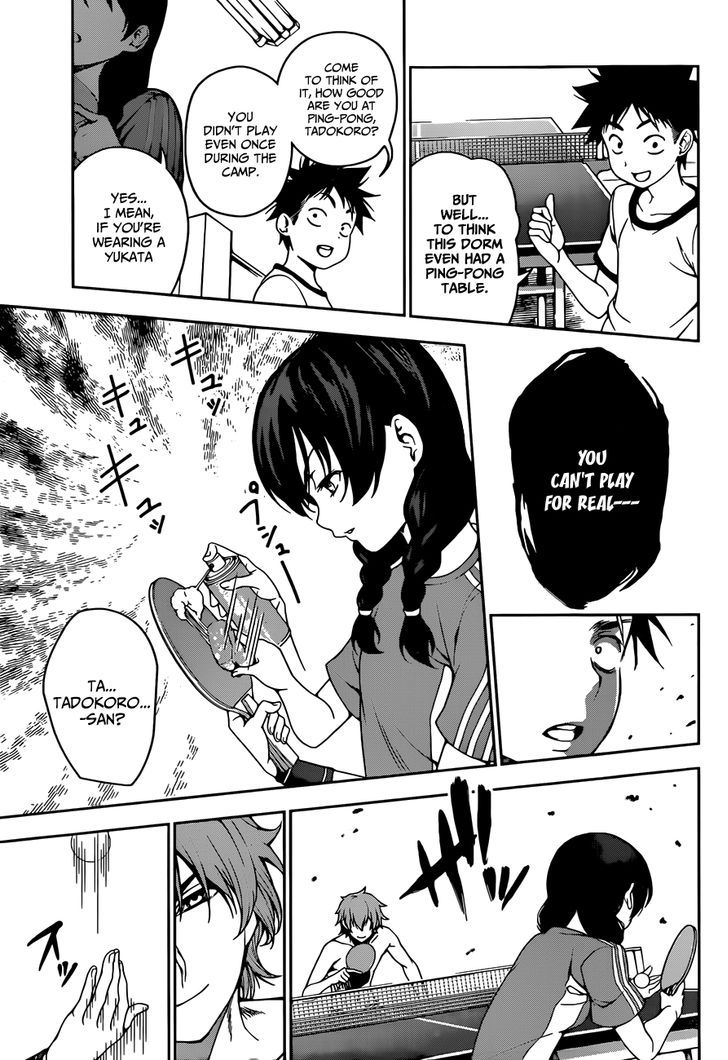 BUT
WELL...
TO THINK
THIS DORM
EVEN HAD A
PING-PONG
TABLE.
COME
TO THINK OF
IT, HOW GOOD
ARE YOU AT
PING-PONG,
TADOKORO?
YOU
DIDN'T PLAY
EVEN ONCE
DURING THE
CAMP.
YES...
I MEAN,
IF YOU'RE
WEARING A
YUKATA
YOU
CAN'T PLAY
FOR REAL---
キュッ
キュッ
キュッ
プシューッ
TA...
TADOKORO...
-SAN?
スッ